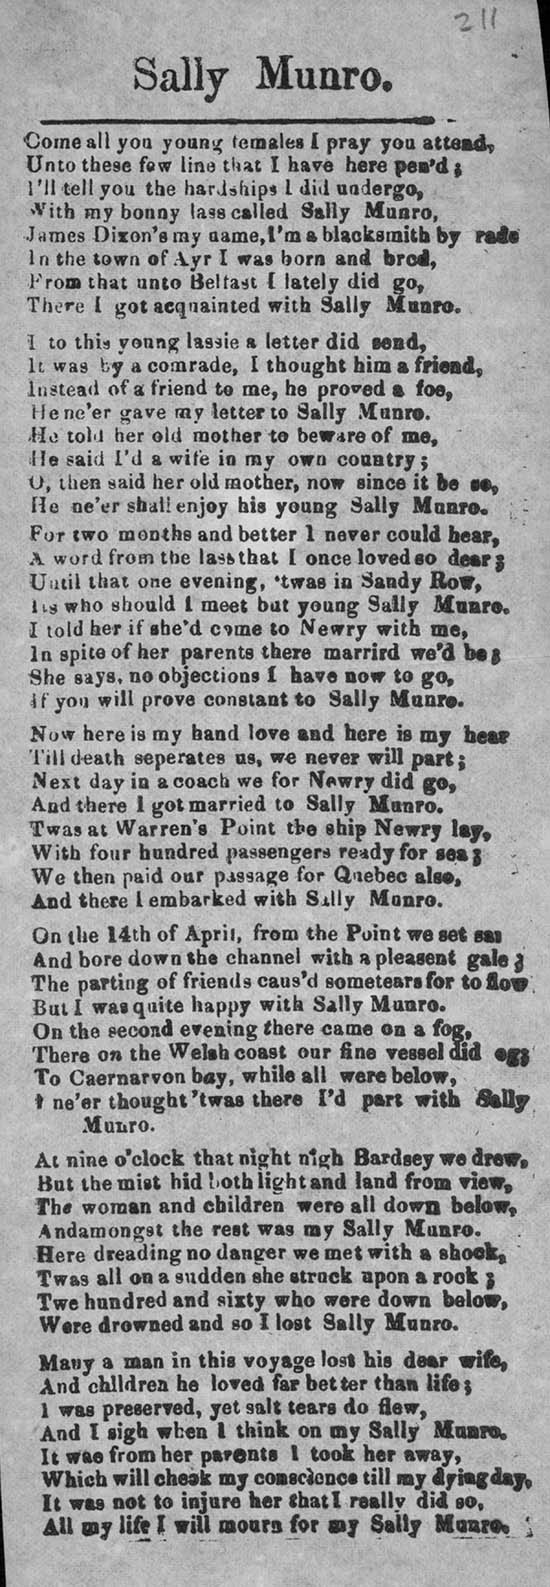 211
Sally Munro.
Come all you young females I pray you attend,
Unto these few line that I have here pen'd ;
I'll tell you the hardships I did undergo,
With my bonny lass called Sally Munro,
James Dixon's my name, I'm a blacksmith by rade
In the town of Ayr I was born and bred,
From that unto Belfast I lately did go,
There I got acquainted with Sally Munro.
I to this young lassie a letter did send,
It was by a comrade, I thought him a friend,
Instead of a friend to me, he proved a foe,
He ne'er gave my letter to Sally Munro.
He told her old mother to beware of me,
He said I'd a wife in my own country ;
O, then said her old mother, now since it be so,
He ne'er shall enjoy his young Sally Munro.
For two months and better I never could hear,
A word from the lass that I once loved so dear ;
Until that one evening, 'twas in Sandy Row,
Its who should I meet but young Sally Munro.
I told her if she'd come to Newry with me,
In spite of her parents there marrird we'd be ;
She says, no objections I have now to go,
If you will prove constant to Sally Munro.
Now here is my hand love and here is my hear
Till death seperates us, we never will part ;
Next day in a coach we for Newry did go,
And there I got married to Sally Munro.
Twas at Warren's Point the ship Newry lay,
With four hundred passengers ready for sea ;
We then paid our passage for Quebec also,
And there I embarked with Sally Munro.
On the 14th of April, from the Point we set sai
And bore down the channel with a pleasent gale ;
The parting of friends caus'd sometears for to flow
But I was quite happy with Sally Munro.
On the second evening there came on a fog,
There on the Welsh coast our fine vessel did og ;
To Caernarvon bay, while all were below,
I ne'er thought 'twas there I'd part with Sally
Munro.
At nine o'clock that night nigh Bardsey we drew,
But the mist hid both light and land from view,
The woman and children were all down below,
Andamongst the rest was my Sally Munro.
Here dreading no danger we met with a shock,
Twas all on a sudden she struck upon a rock ;
Twe hundred and sixty who were down below,
Were drowned and so I lost Sally Munro.
Many a man in this voyage lost his dear wife,
And children he loved far better than life ;
I was preserved, yet salt tears do flew,
And I sigh when I think on my Sally Munro.
It was from her parents I took her away,
Which will cheak my conscience till my dying day,
It was not to injure her that I really did so,
All my life I will mourn for my Sally Munro.